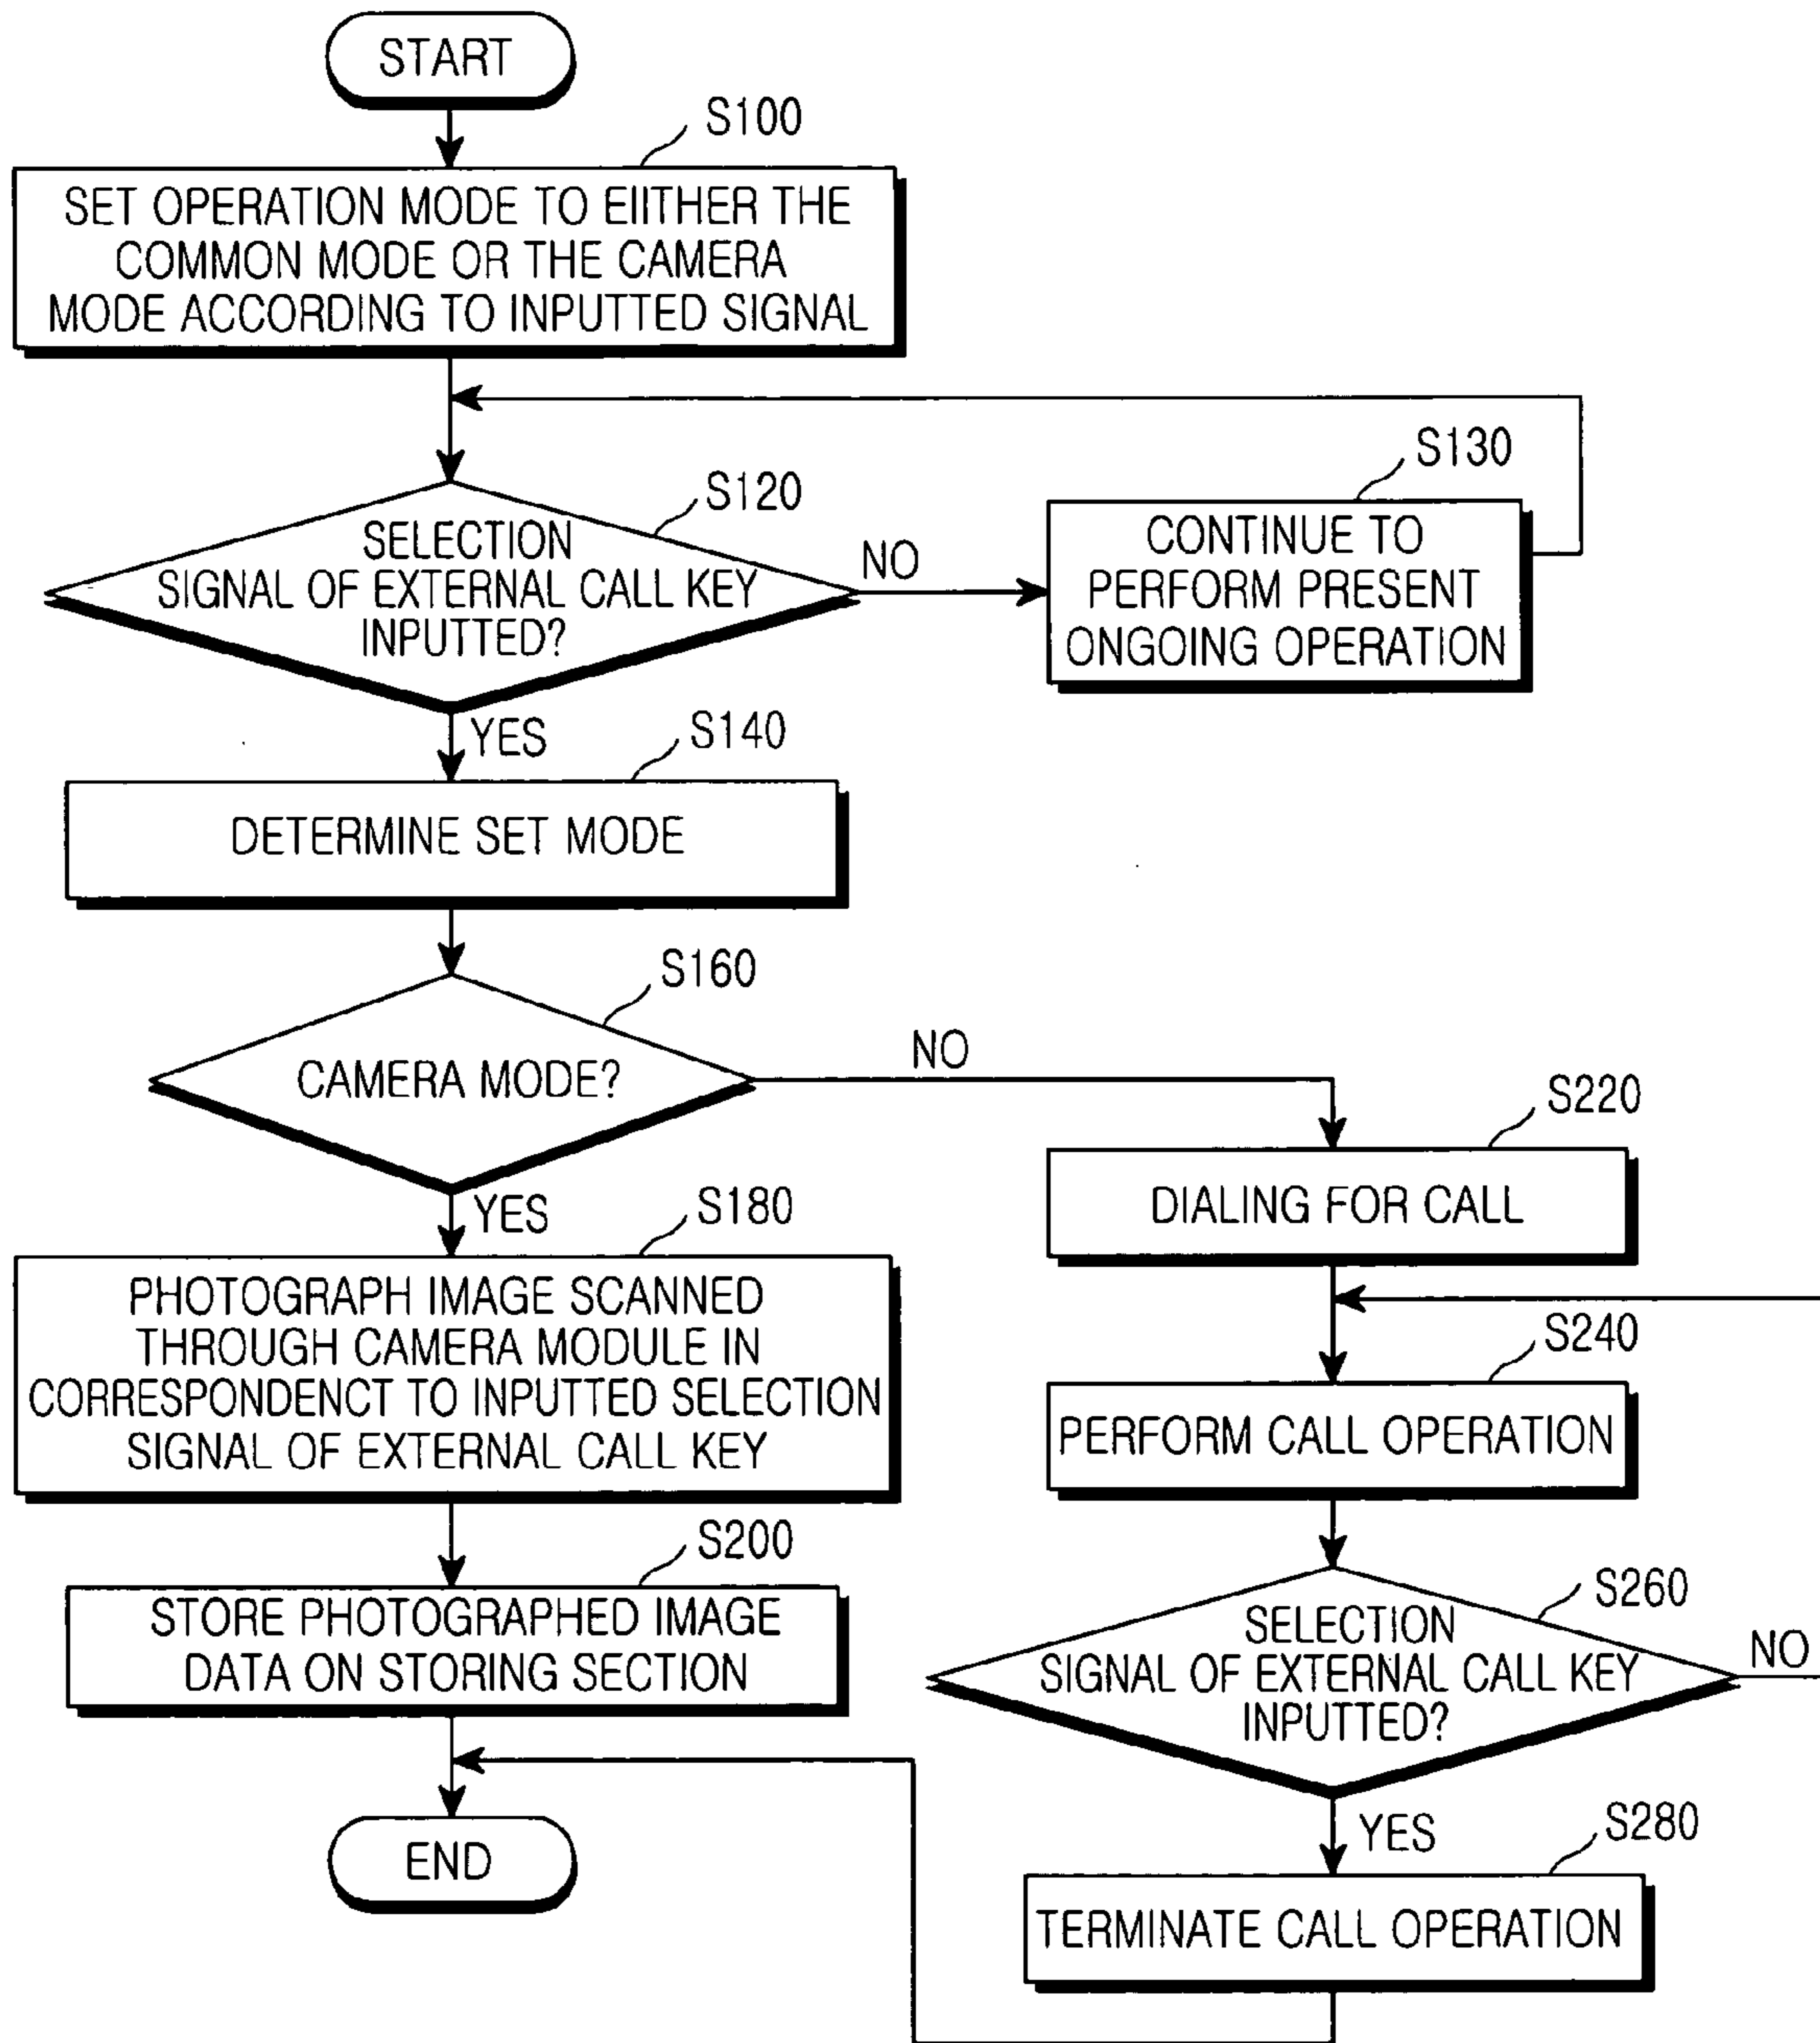 START
S100
SET OPERATION MODE TO EIITHER THE
COMMON MODE OR THE CAMERA
MODE ACCORDING TO INPUTTED SIGNAL
S120
SELECTION
SIGNAL OF EXTERNAL CALL KEY
INPUTTED?
NO
S130
CONTINUE TO
PERFORM PRESENT
ONGOING OPERATION
YES
S140
DETERMINE SET MODE
S160
CAMERA MODE?
NO
YES
S180
PHOTOGRAPH IMAGE SCANNED
THROUGH CAMERA MODULE IN
CORRESPONDENCT TO INPUTTED SELECTION
SIGNAL OF EXTERNAL CALL KEY
S200
STORE PHOTOGRAPHED IMAGE
DATA ON STORING SECTION
END
S220
DIALING FOR CALL
S240
PERFORM CALL OPERATION
S260
SELECTION
SIGNAL OF EXTERNAL CALL KEY
INPUTTED?
NO
YES
S280
TERMINATE CALL OPERATION